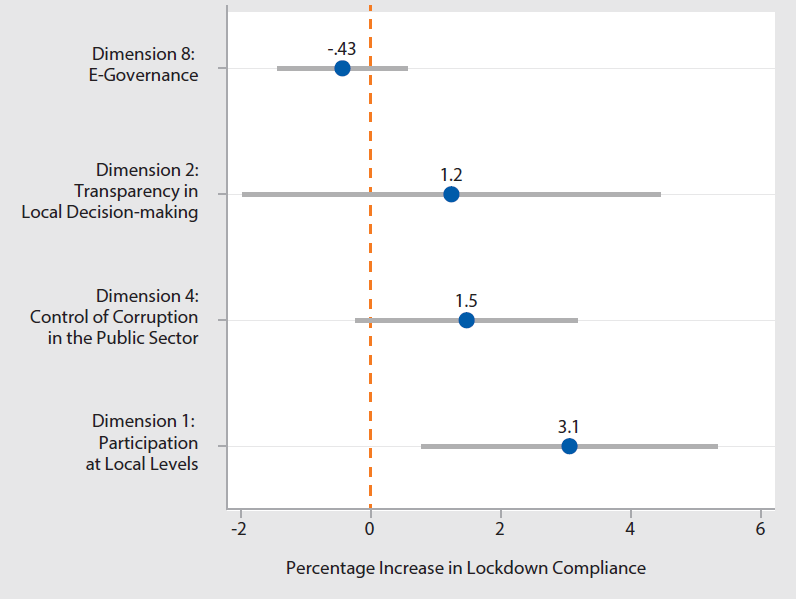 Dimension 8:
E-Governance
-.43
Dimension 2:
Transparency in
Local Decision-making
1.2
Dimension 4:
Control of Corruption
in the Public Sector
1.5
Dimension 1:
Participation
at Local Levels
3.1
-2 0 2 4 6
Percentage Increase in Lockdown Compliance